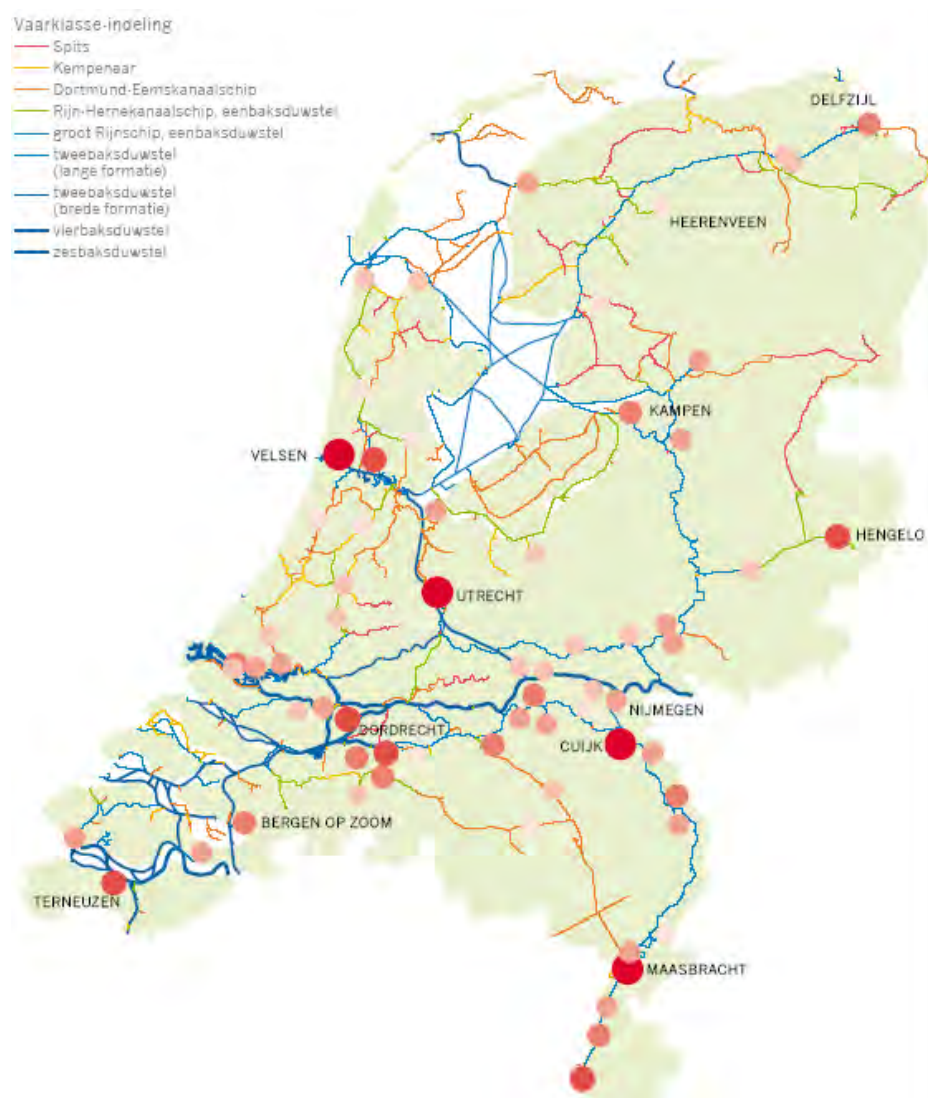 Vaarklasse-indeling
Spits
Kempenaar
Dortmund-Eemskanaalschip
Rijn-Hernekanaalschip, eenbaksduwstel
groot Rijnschip, eenbaksduwstel
tweebaksduwstel
(lange formatie)
tweebaksduwstel
(brede formatie)
vierbaksduwstel
zesbaksduwstel
DELFZIJL
HEERENVEEN
KAMPEN
VELSEN
HENGELO
UTRECHT
NIJMEGEN
DORDRECHT
CUIJK
BERGEN OP ZOOM
TERNEUZEN
MAASBRACHT